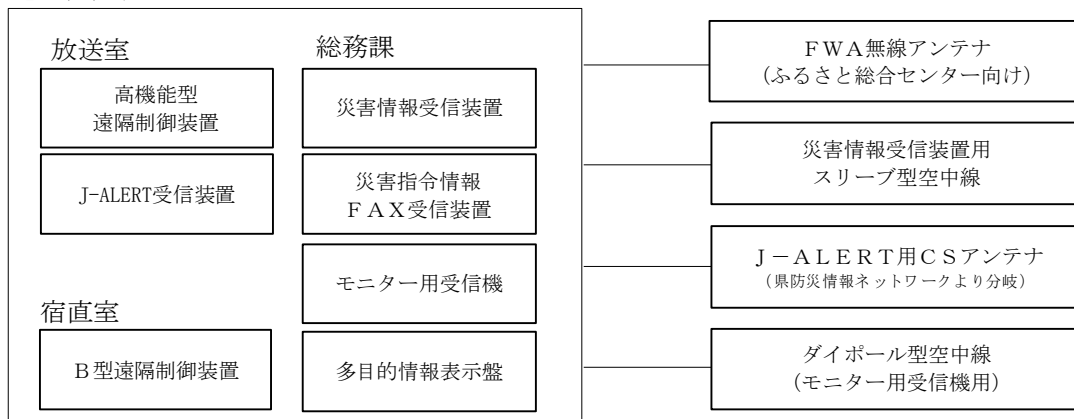 放送室
高機能型
遠隔制御装置
J-ALERT受信装置
宿直室
B型遠隔制御装置
総務課
災害情報受信装置
災害指令情報
FAX受信装置
モニター用受信機
多目的情報表示盤
FWA無線アンテナ
(ふるさと総合センター向け)
災害情報受信装置用
スリーブ型空中線
J-ALERT用CSアンテナ
(県防災情報ネットワークより分岐)
ダイポール型空中線
(モニター用受信機用)